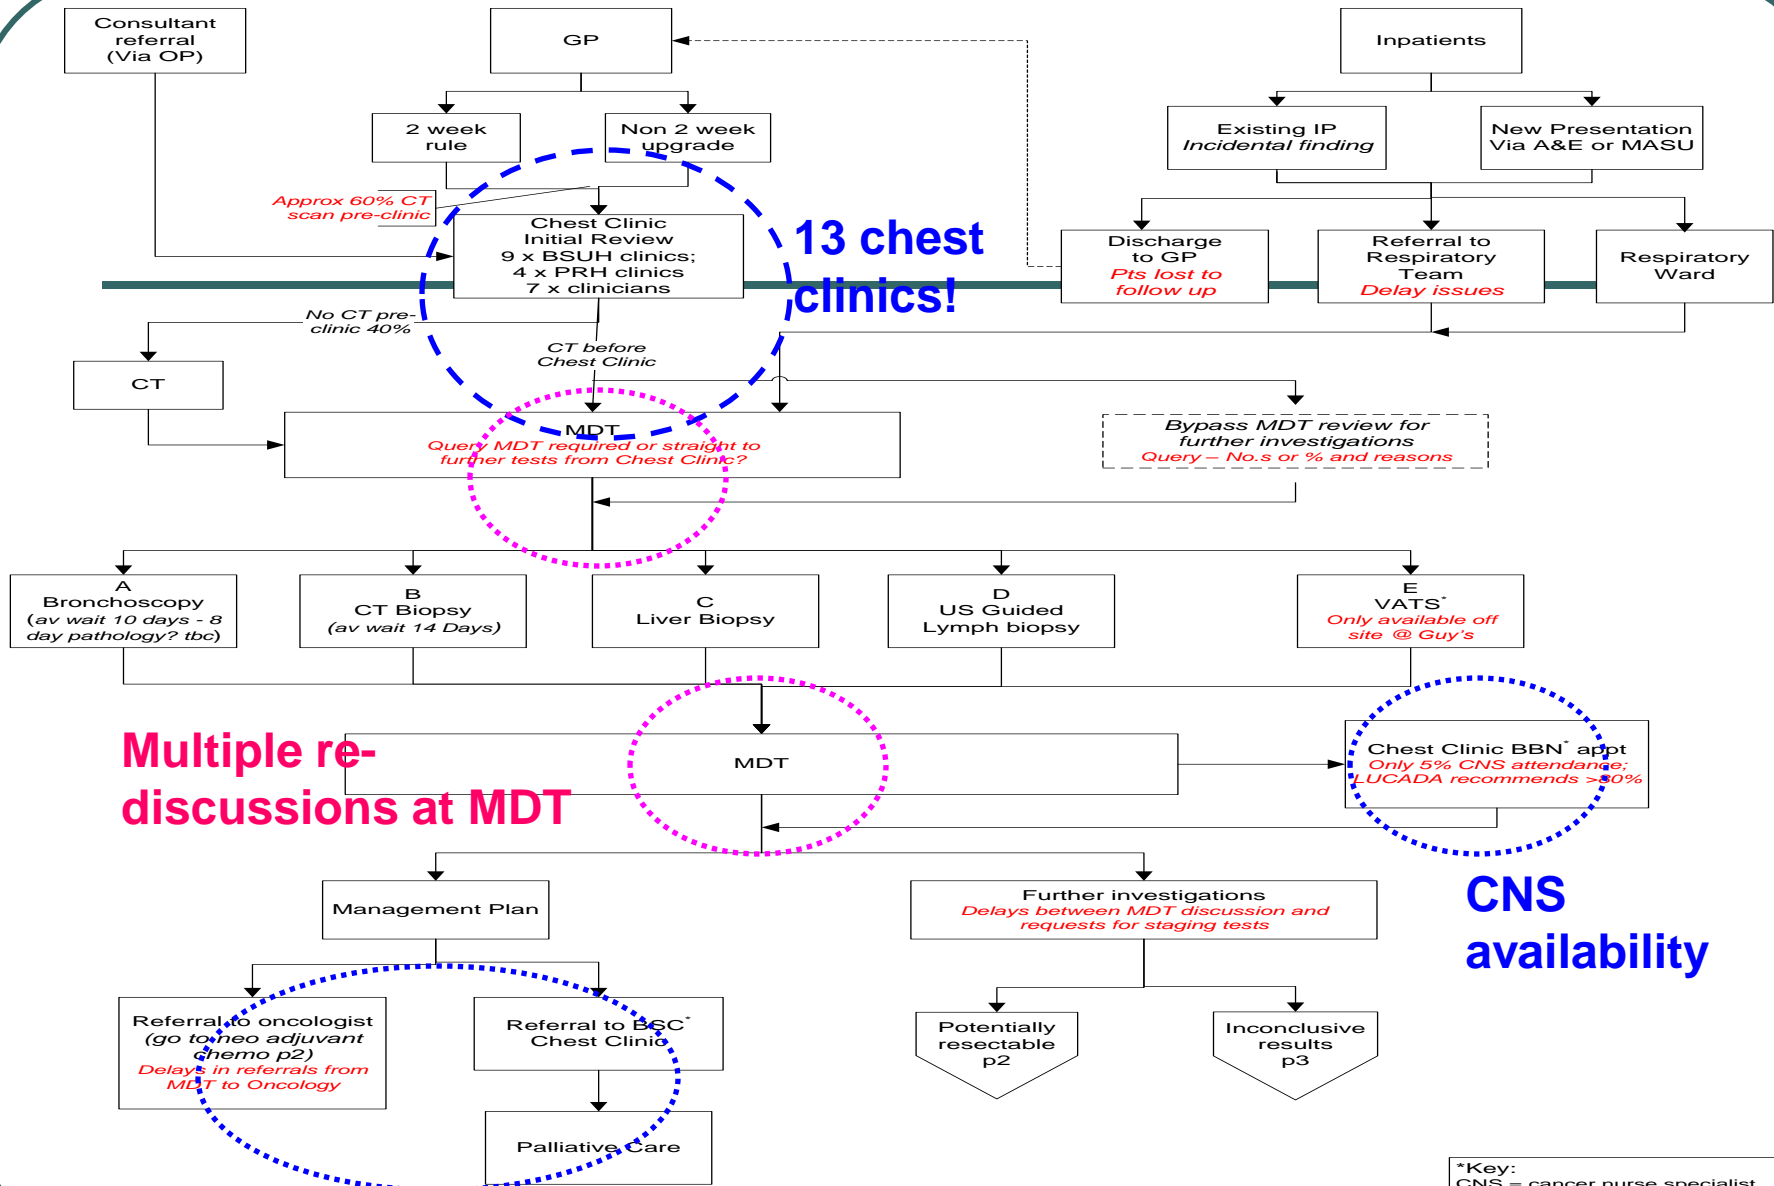 Consultant
referral
(Via OP)
GP
Inpatients
2 week
rule
Non 2 week
upgrade
Existing IP
Incidental finding
New Presentation
Via A&E or MASU
Approx 60% CT
scan pre-clinic
Chest Clinic
Initial Review
9 x BSUH clinics;
4 x PRH clinics
7 x clinicians
13 chest
clinics!
Discharge
to GP
Pts lost to
follow up
Referral to
Respiratory
Team
Delay issues
Respiratory
Ward
No CT pre-
clinic 40%
CT before
Chest Clinic
CT
MDT
Query MDT required or straight to
further tests from Chest Clinic?
Bypass MDT review for
further investigations
Query – No.s or % and reasons
A
Bronchoscopy
(av wait 10 days - 8
day pathology? tbc)
B
CT Biopsy
(av wait 14 Days)
C
Liver Biopsy
D
US Guided
Lymph biopsy
E
VATS*
Only available off
site @ Guy's
Multiple re-
discussions at MDT
MDT
Chest Clinic BBN* appt
Only 5% CNS attendance;
LUCADA recommends >80%
CNS
availability
Management Plan
Further investigations
Delays between MDT discussion and
requests for staging tests
Referral to oncologist
(go to neo adjuvant
chemo p2)
Delays in referrals from
MDT to Oncology
Referral to BSC*
Chest Clinic
Potentially
resectable
p2
Inconclusive
results
p3
Palliative Care
*Key:
CNS = cancer nurse specialist